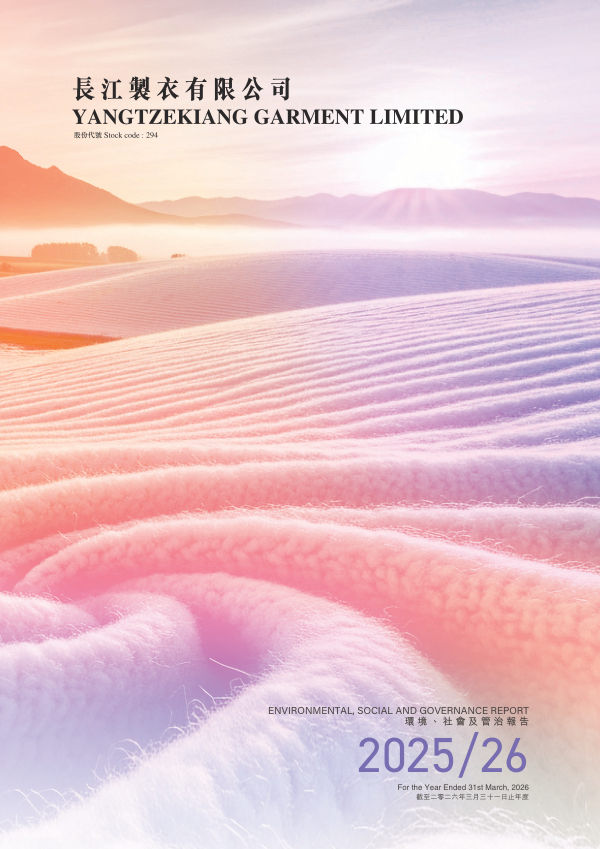 長江製衣有限公司
YANGTZEKIANG GARMENT LIMITED
股份代號 Stock code : 294
ENVIRONMENTAL, SOCIAL AND GOVERNANCE REPORT
環境、社會及管治報告
2025/26
For the Year Ended 31st March, 2026
截至二零二六年三月三十一日止年度